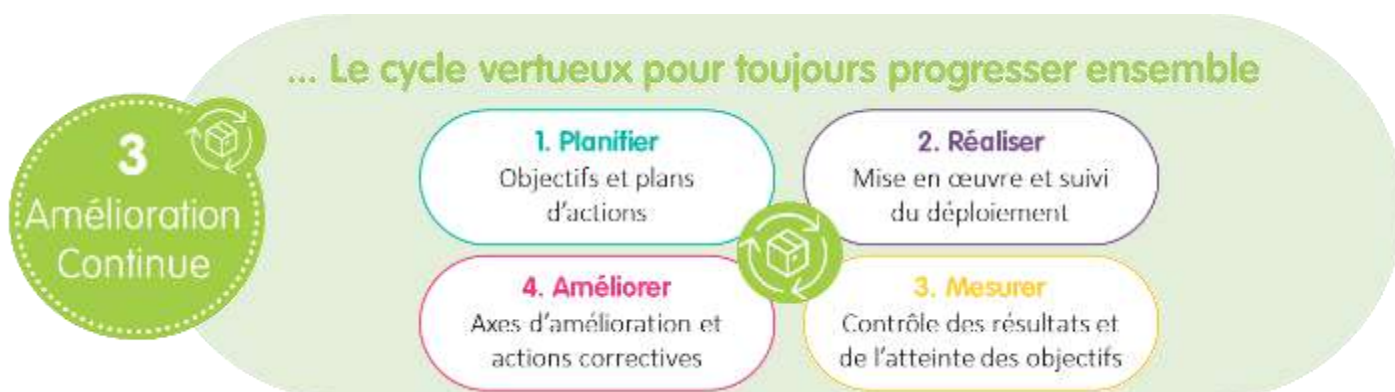 ... Le cycle vertueux pour toujours progresser ensemble
3
Amélioration
Continue
1. Planifier
Objectifs et plans
d'actions
2. Réaliser
Mise en œuvre et suivi
du déploiement
4. Améliorer
Axes d'amélioration et
actions correctives
3. Mesurer
Contrôle des résultats et
de l'atteinte des objectifs